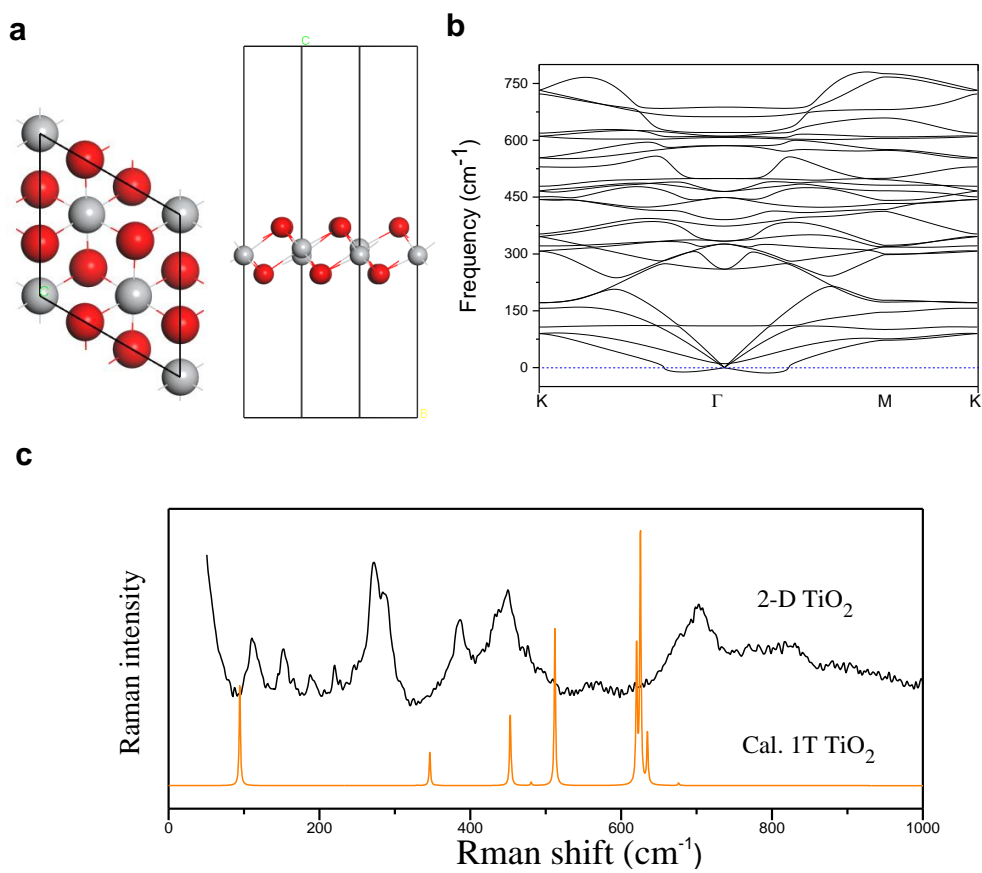 a
C
C
B
b
Frequency (cm-1)
750
600
450
300
150
0
K
Γ
M
K
c
Raman intensity
2-D TiO2
Cal. 1T TiO2
0
200
400
600
800
1000
Rman shift (cm-1)